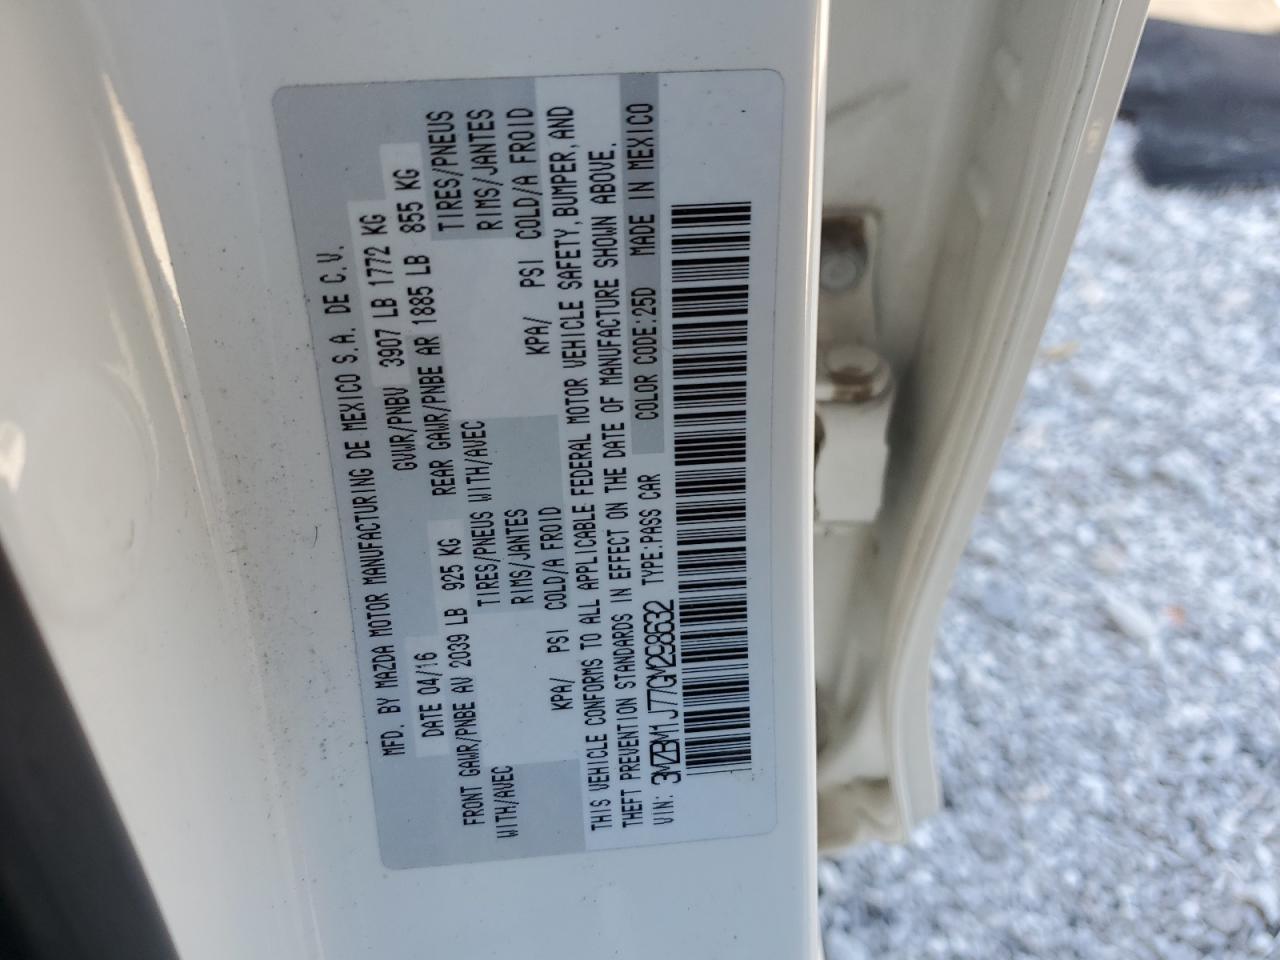 MFD. BY MAZDA MOTOR MANUFACTURING DE MEXICO S.A. DE C.V.
DATE 04/16 GVWR/PNBV 3907 LB 1772 KG
FRONT GAWR/PNBE AV 2039 LB 925 KG REAR GAWR/PNBE AR 1885 LB 855 KG
WITH/AVEC TIRES/PNEUS WITH/AVEC TIRES/PNEUS
RIMS/JANTES RIMS/JANTES
KPA/ PSI COLD/A FROID KPA/ PSI COLD/A FROID
THIS VEHICLE CONFORMS TO ALL APPLICABLE FEDERAL MOTOR VEHICLE SAFETY, BUMPER, AND
THEFT PREVENTION STANDARDS IN EFFECT ON THE DATE OF MANUFACTURE SHOWN ABOVE.
VIN: 3MZBM1J77GM298632 TYPE:PASS CAR COLOR CODE:25D MADE IN MEXICO